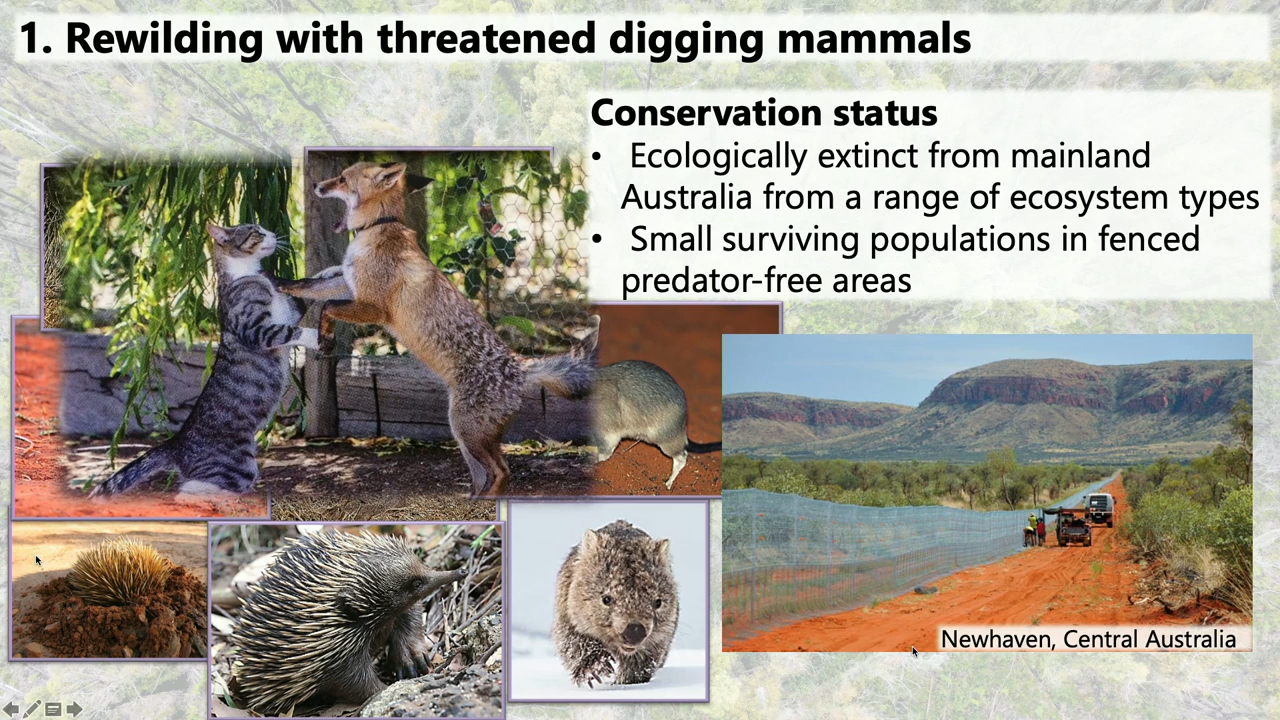 1. Rewilding with threatened digging mammals
Conservation status
• Ecologically extinct from mainland
Australia from a range of ecosystem types
• Small surviving populations in fenced
predator-free areas
Newhaven, Central Australia